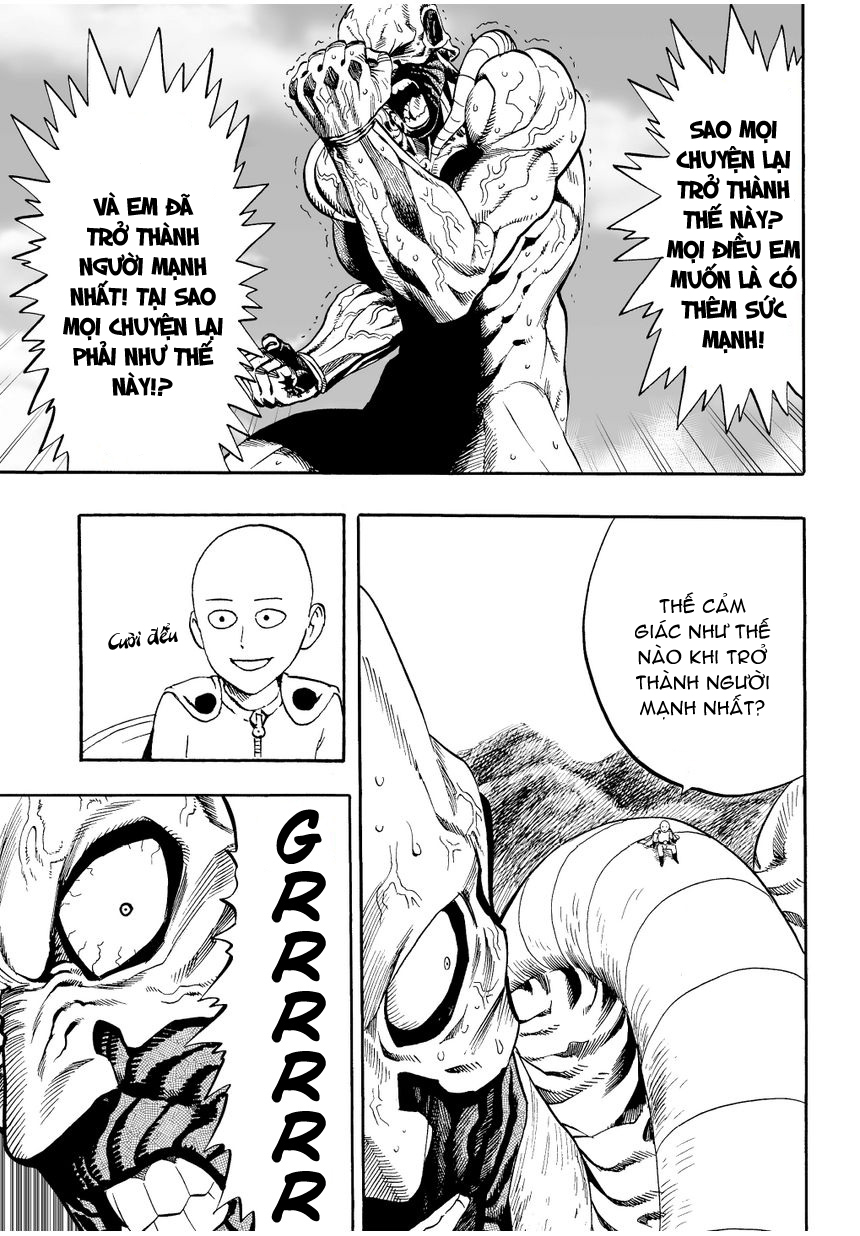 SAO MỌI
CHUYỆN LẠI
TRỞ THÀNH
THẾ NÀY?
MỌI ĐIỀU EM
MUỐN LÀ CÓ
THÊM SỨC
MẠNH!
VÀ EM ĐÃ
TRỞ THÀNH
NGƯỜI MẠNH
NHẤT! TẠI SAO
MỌI CHUYỆN LẠI
PHẢI NHƯ THẾ
NÀY!?
THẾ CẢM
GIÁC NHƯ THẾ
NÀO KHI TRỞ
THÀNH NGƯỜI
MẠNH NHẤT?
Cười đểu
GRRRRRR